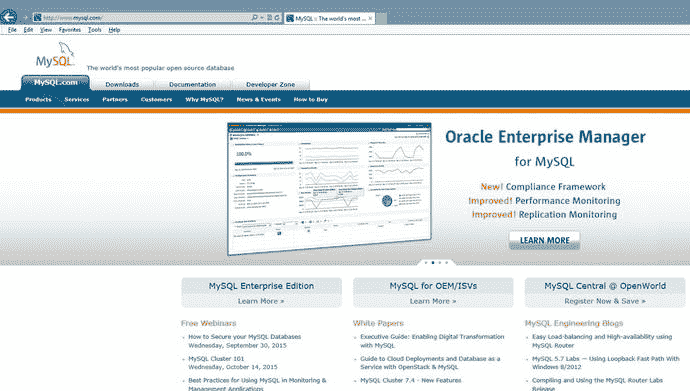 http://www.mysql.com/
MySQL :: The world's most ...
File Edit View Favorites Tools Help
MySQL
The world's most popular open source database
MySQL.com Downloads Documentation Developer Zone
Products Services Partners Customers Why MySQL? News & Events How to Buy
100.0%
Oracle Enterprise Manager
for MySQL
New! Compliance Framework
Improved! Performance Monitoring
Improved! Replication Monitoring
LEARN MORE
MySQL Enterprise Edition
Learn More »
MySQL for OEM/ISVs
Learn More »
MySQL Central @ OpenWorld
Register Now & Save »
Free Webinars
How to Secure your MySQL Databases
Wednesday, September 30, 2015
MySQL Cluster 101
Wednesday, October 14, 2015
Best Practices for Using MySQL in Monitoring &
Management Applications
White Papers
Executive Guide: Enabling Digital Transformation
with MySQL
Guide to Cloud Deployments and Database as a
Service with OpenStack & MySQL
MySQL Cluster 7.4 - New Features
MySQL Engineering Blogs
Easy Load-balancing and High-availability using
MySQL Router
MySQL 5.7 Labs — Using Loopback Fast Path With
Windows 8/2012
Compiling and Using the MySQL Router Labs
Release